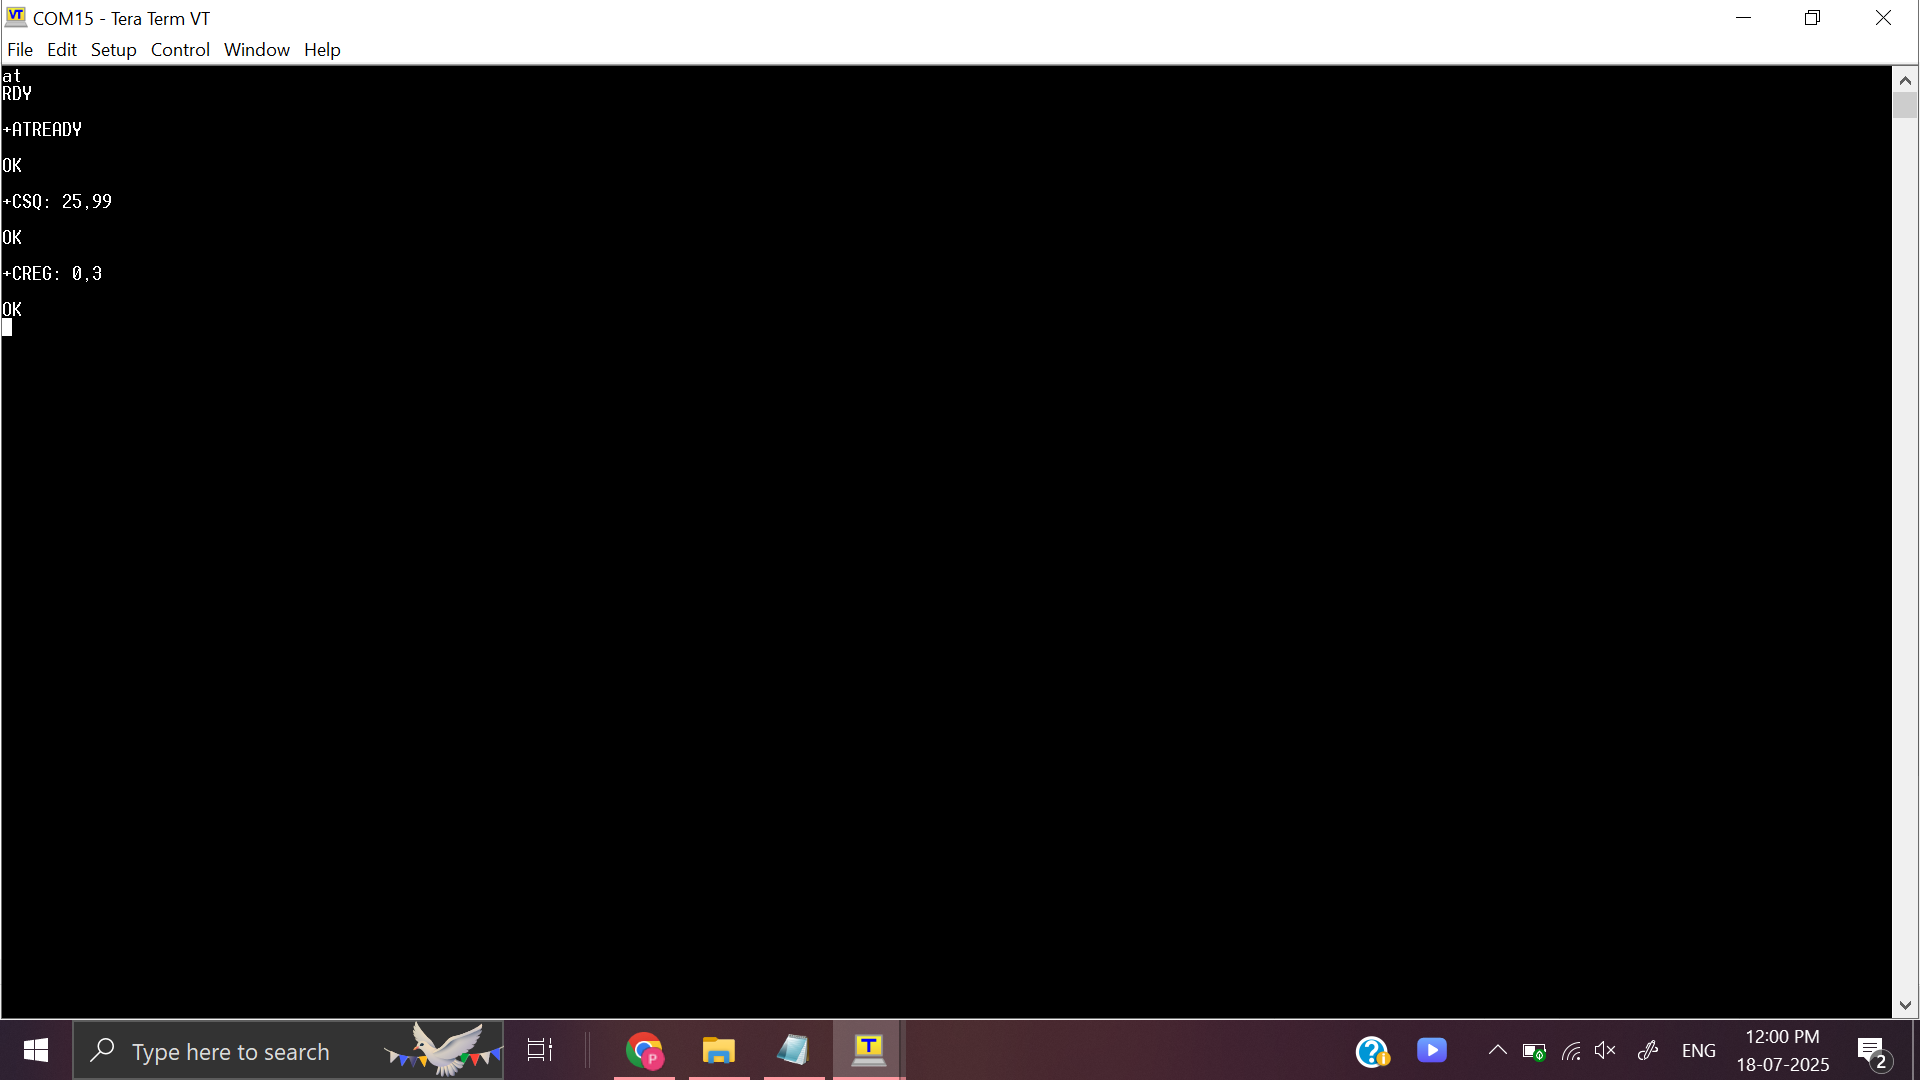 COM15 - Tera Term VT
File Edit Setup Control Window Help
at
RDY
+ATREADY
OK
+CSQ: 25,99
OK
+CREG: 0,3
OK
Type here to search
ENG
12:00 PM
18-07-2025
2